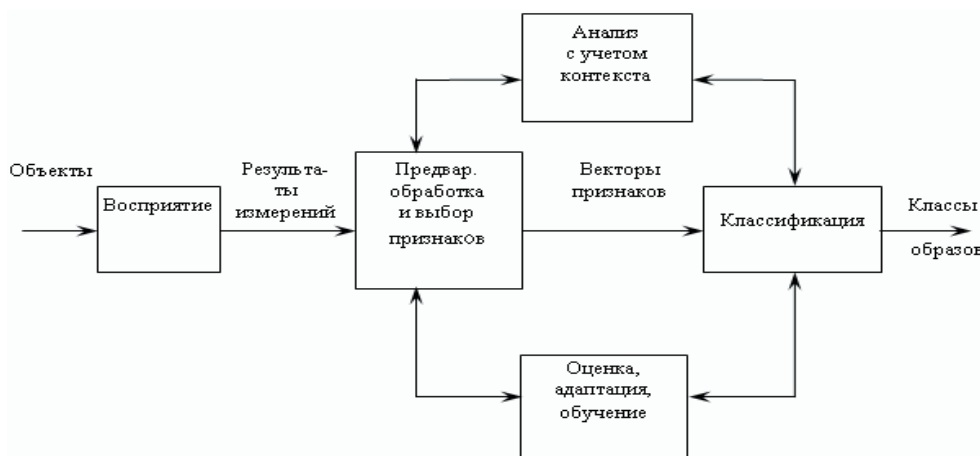 Анализ
с учетом
контекста
Объекты
Восприятие
Результа-
ты
измерений
Предвар.
обработка
и выбор
признаков
Векторы
признаков
Классификация
Классы
образов
Оценка,
адаптация,
обучение